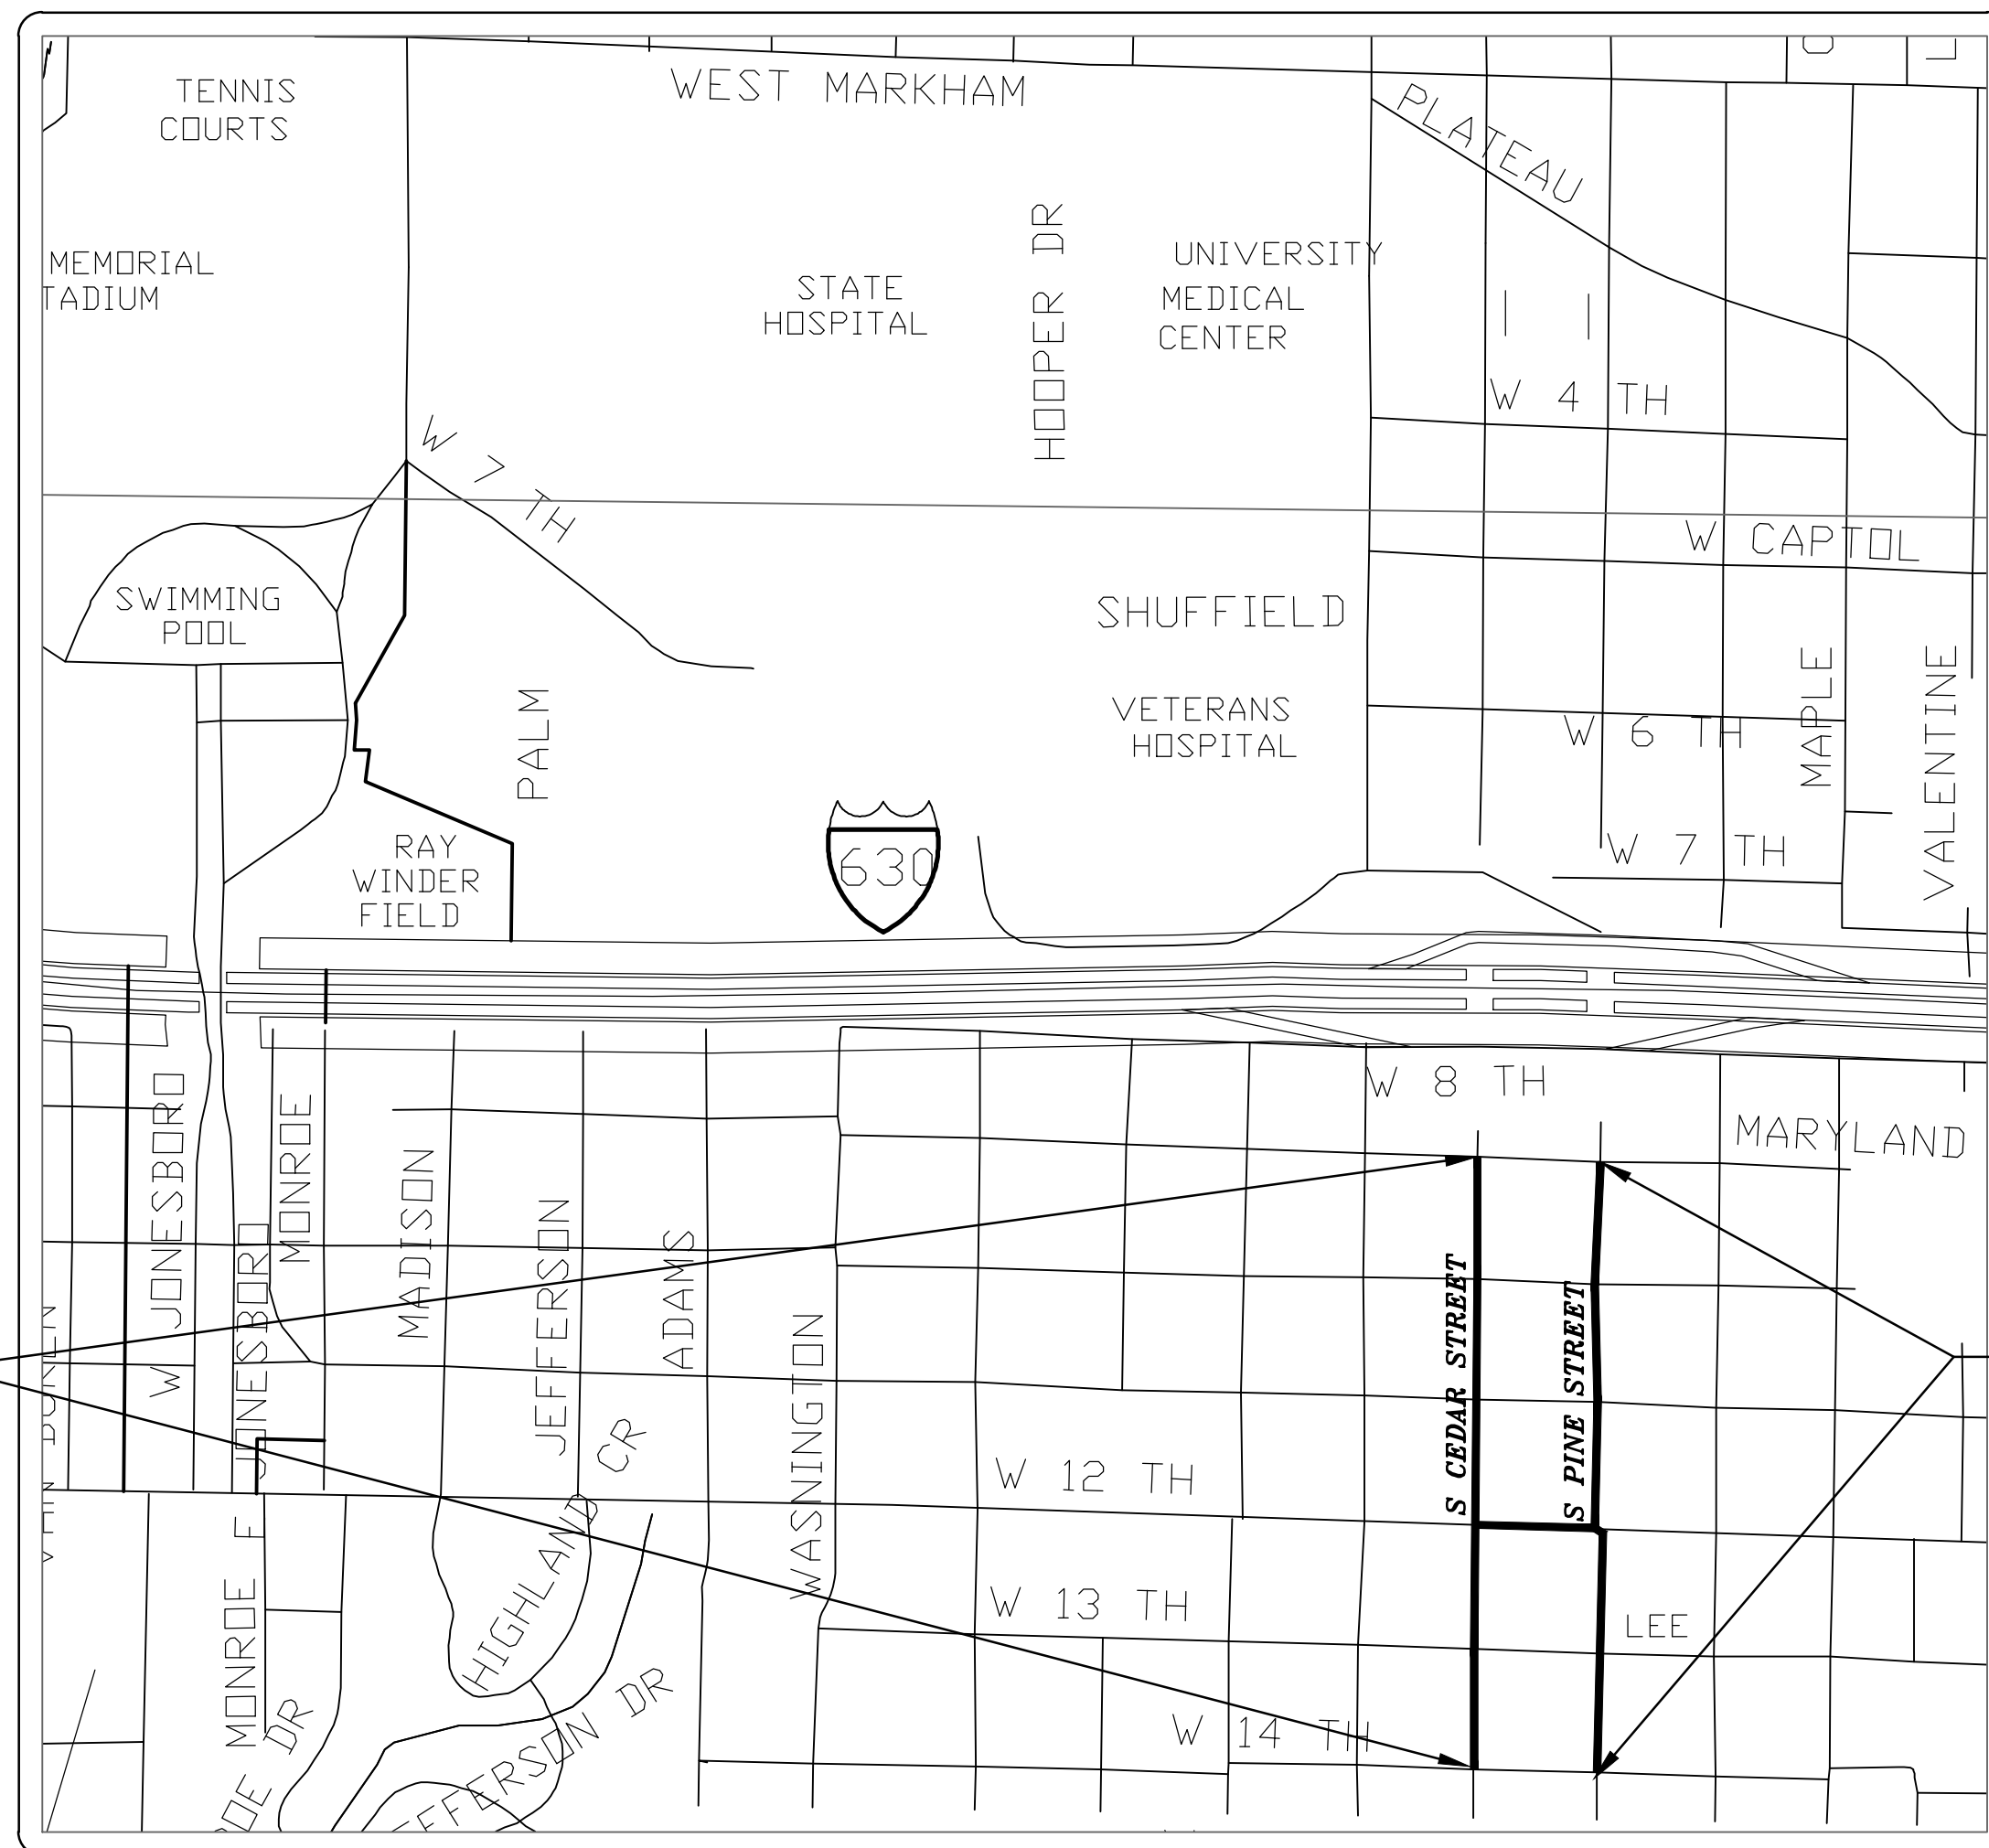 TENNIS
COURTS
WEST MARKHAM
PLATEAU
MEMORIAL
TADIUM
STATE
HOSPITAL
HOOPER DR
UNIVERSITY
MEDICAL
CENTER
W 4 TH
W 7 TH
W CAPTOL
SWIMMING
POOL
SHUFFIELD
PALM
VETERANS
HOSPITAL
W 6 TH
MAPLE
VALENTINE
RAY
WINDER
FIELD
630
W 7 TH
W 8 TH
MARYLAND
W JONESBORO
MONROE
MADISON
JEFFERSON
ADAMS
WASNINGTON
S CEDAR STREET
S PINE STREET
HIGHLAND CR
W 12 TH
W 13 TH
LEE
MONROE
W 14 TH
EFFERSON DR
OE DR